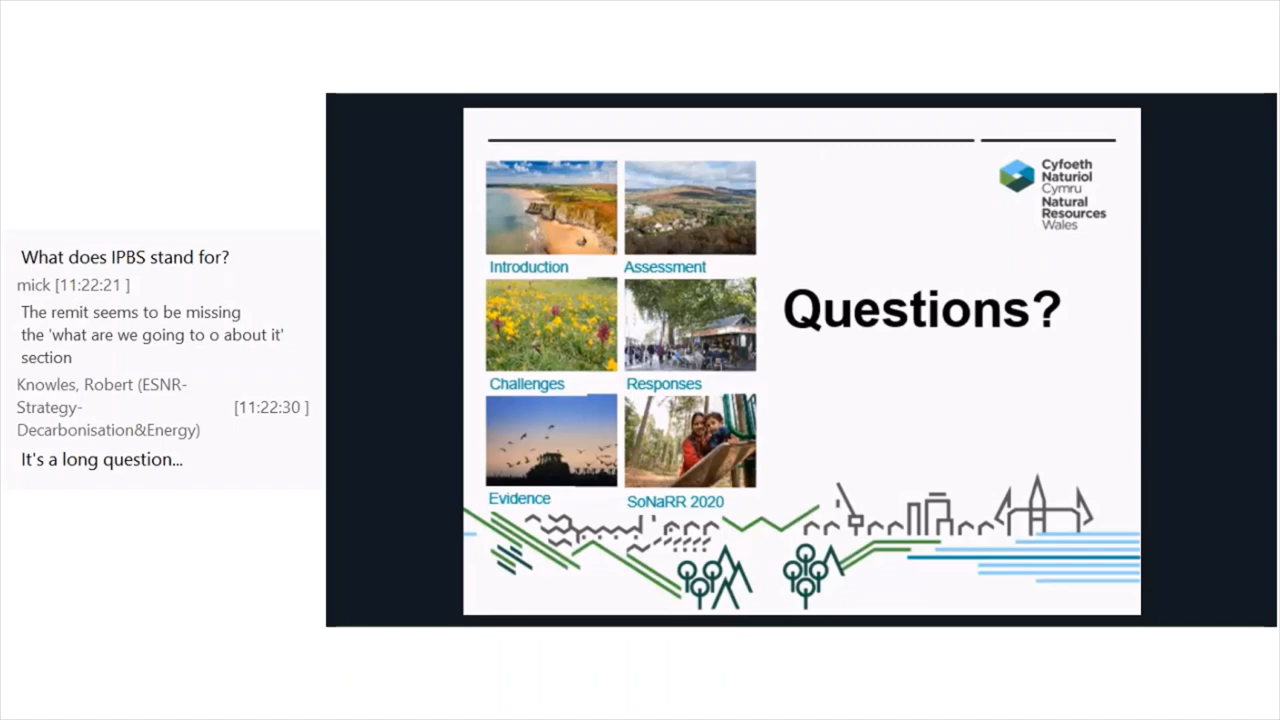 What does IPBS stand for?
mick [11:22:21 ]
The remit seems to be missing
the 'what are we going to o about it'
section
Knowles, Robert (ESNR-
Strategy-
Decarbonisation&Energy)
[11:22:30 ]
It's a long question...
Cyfoeth
Naturiol
Cymru
Natural
Resources
Wales
Introduction
Assessment
Questions?
Challenges
Responses
Evidence
SoNaRR 2020